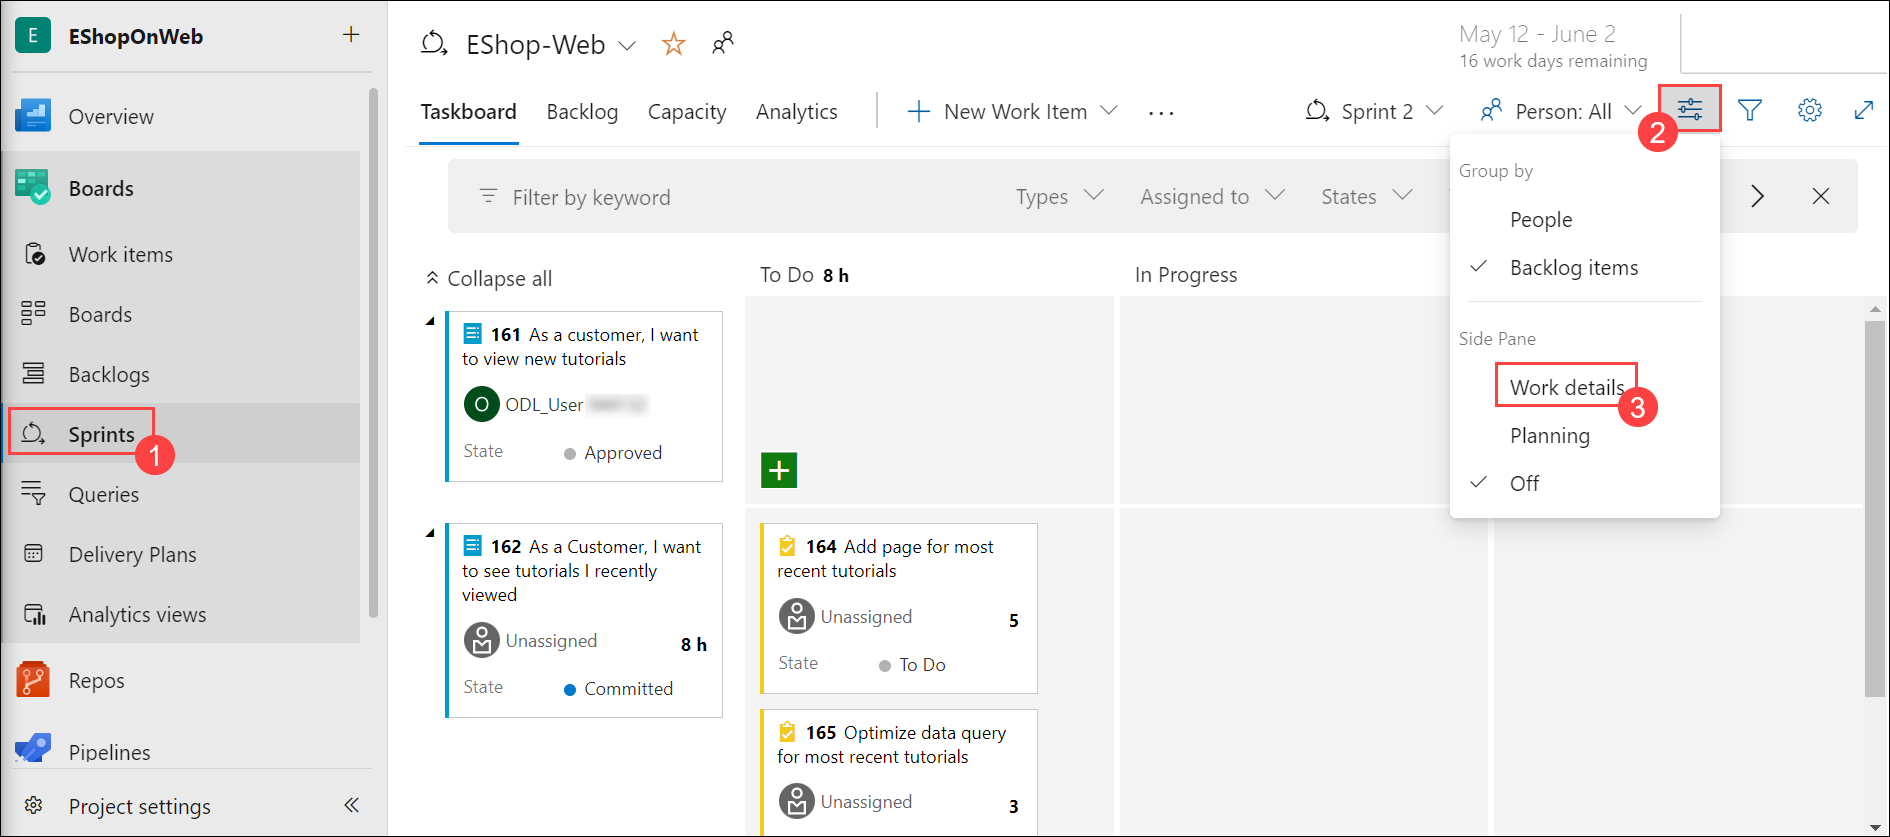 E EShopOnWeb
Overview
Boards
Work items
Boards
Backlogs
Sprints
1
Queries
Delivery Plans
Analytics views
Repos
Pipelines
Project settings
EShop-Web
May 12 - June 2
16 work days remaining
Taskboard Backlog Capacity Analytics New Work Item ... Sprint 2 Person: All
2
Filter by keyword Types Assigned to States
Group by
People
Backlog items
Side Pane
Work details
3
Planning
Off
Collapse all To Do 8 h In Progress
161 As a customer, I want
to view new tutorials
O ODL_User
State Approved
162 As a Customer, I want
to see tutorials I recently
viewed
Unassigned 8 h
State Committed
164 Add page for most
recent tutorials
Unassigned 5
State To Do
165 Optimize data query
for most recent tutorials
Unassigned 3